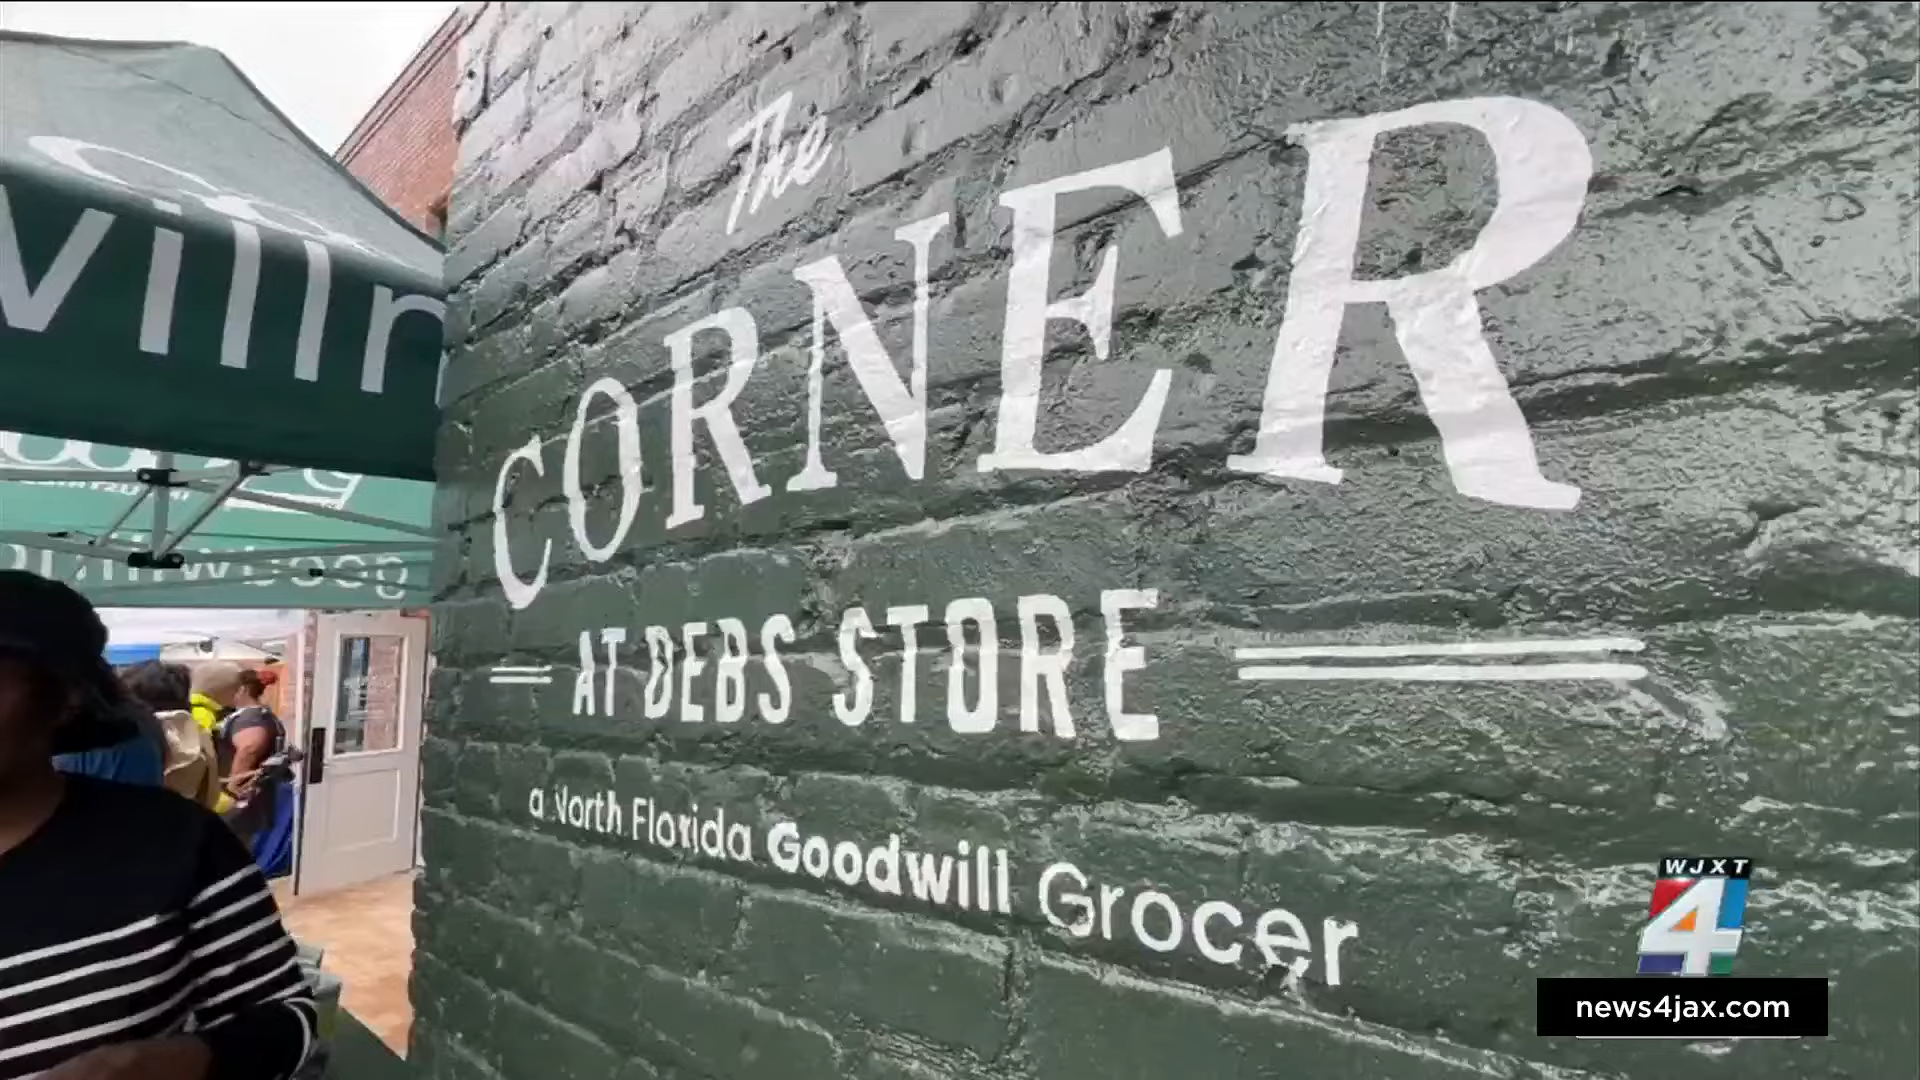 The
CORNER
AT DEBS STORE
a North Florida Goodwill Grocer
WJXT
4
news4jax.com